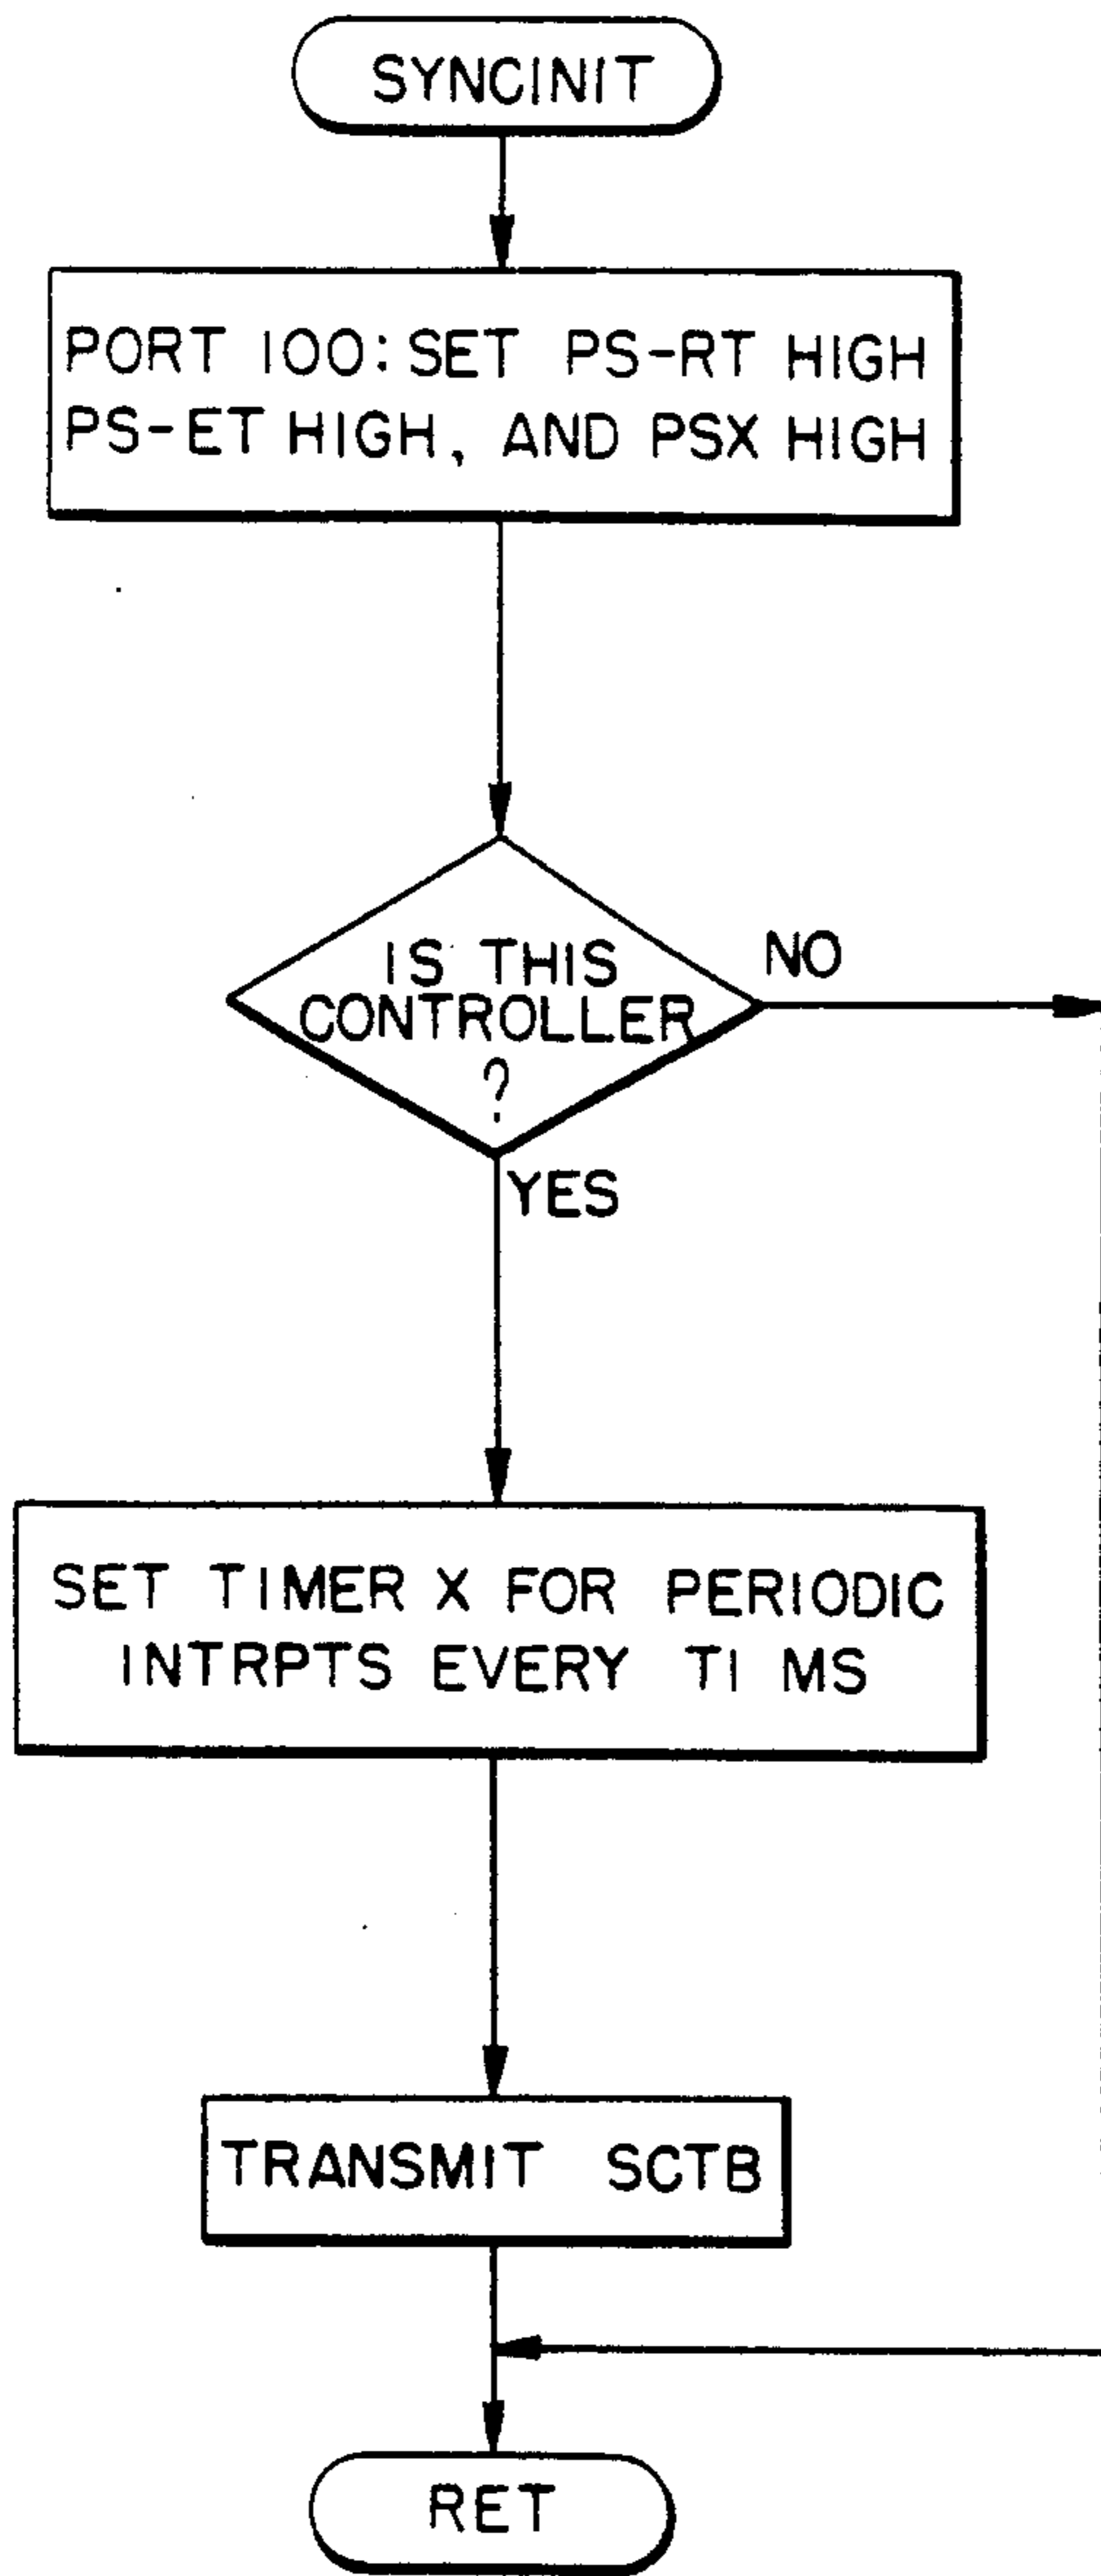 SYNCINIT
PORT 100: SET PS-RT HIGH
PS-ET HIGH, AND PSX HIGH
IS THIS
CONTROLLER
?
NO
YES
SET TIMER X FOR PERIODIC
INTRPTS EVERY T1 MS
TRANSMIT SCTB
RET